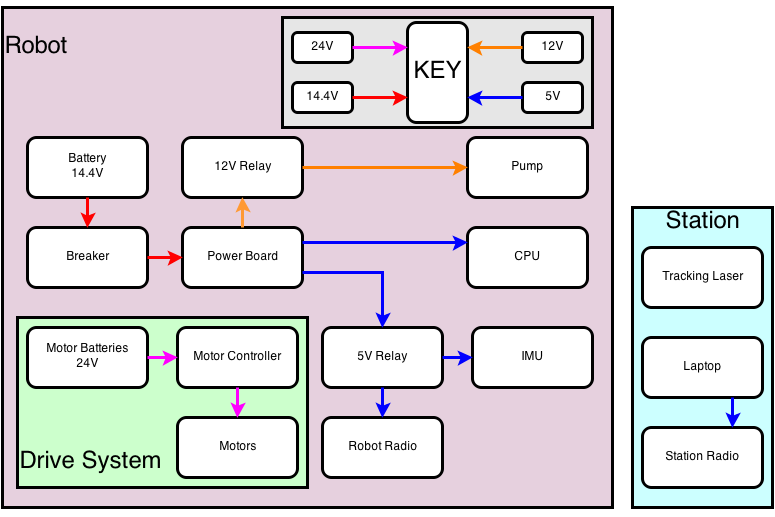 Robot
24V
12V
KEY
14.4V
5V
Battery
14.4V
12V Relay
Pump
Breaker
Power Board
CPU
Motor Batteries
24V
Motor Controller
5V Relay
IMU
Motors
Robot Radio
Drive System
Station
Tracking Laser
Laptop
Station Radio